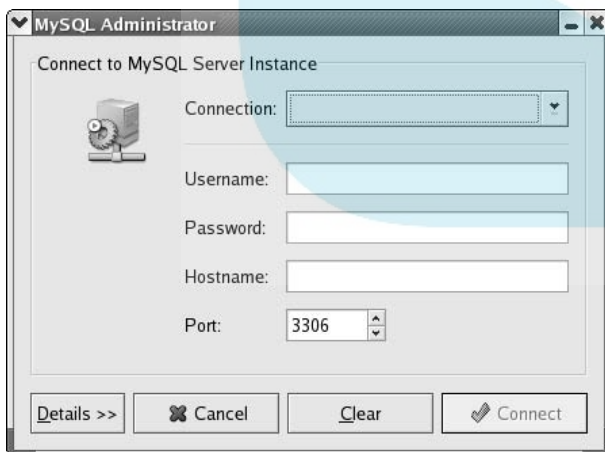 MySQL Administrator
Connect to MySQL Server Instance
Connection:
Username:
Password:
Hostname:
Port: 3306
Details >> Cancel Clear Connect